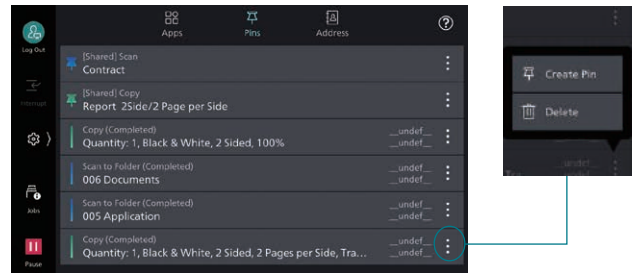 Apps
Pins
Address
Log Out
[Shared] Scan
Contract
Interrupt
[Shared] Copy
Report 2Side/2 Page per Side
Copy (Completed)
Quantity: 1, Black & White, 2 Sided, 100%
__undef__
__undef__
Scan to Folder (Completed)
006 Documents
__undef__
__undef__
Jobs
Scan to Folder (Completed)
005 Application
__undef__
__undef__
Pause
Copy (Completed)
Quantity: 1, Black & White, 2 Sided, 2 Pages per Side, Tra...
__undef__
__undef__
Create Pin
Delete
__undef__